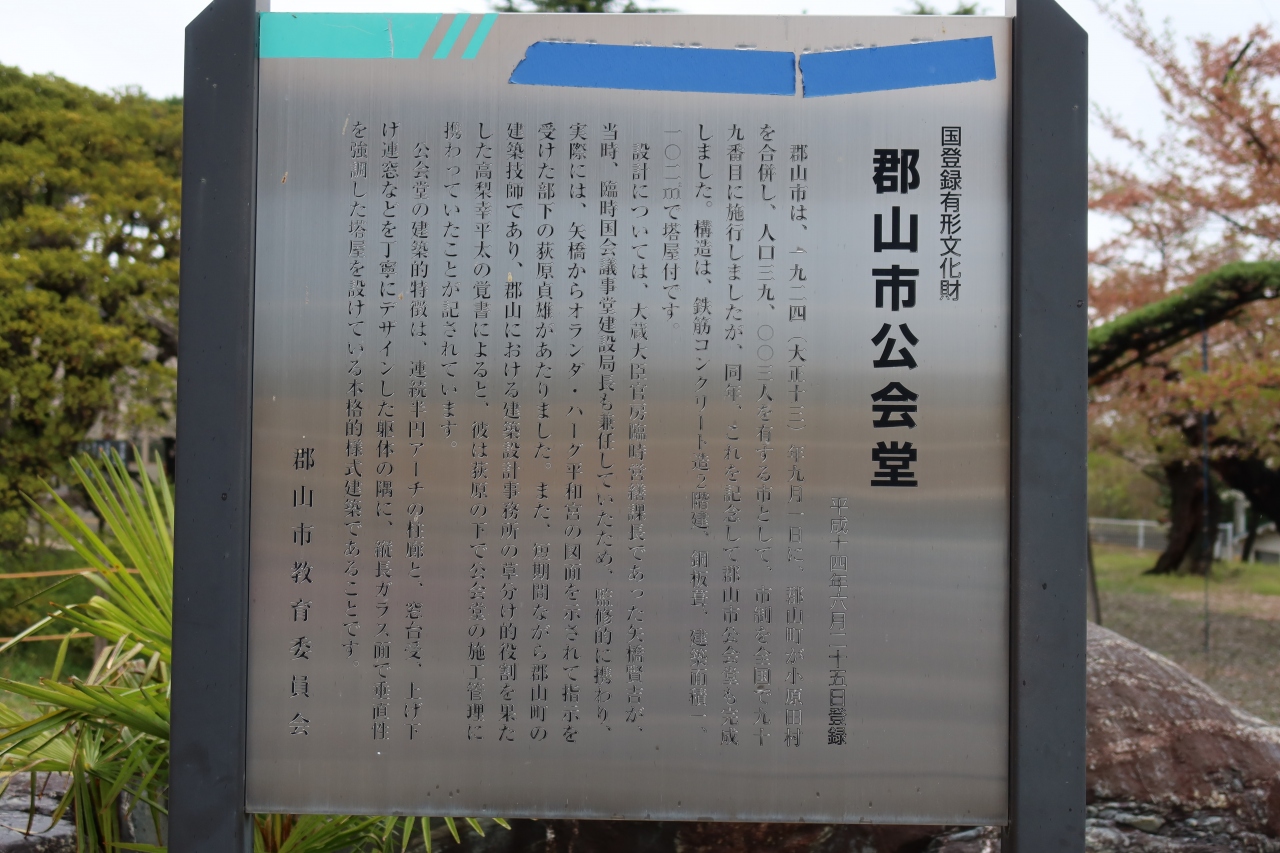 国登録有形文化財
郡山市公会堂
平成十四年六月二十五日登録
郡山市は、一九二四（大正十三）年九月一日に、郡山町が小原田村
を合併し、人口三九、〇〇三人を有する市として、市制を全国で九十
九番目に施行しましたが、同年、これを記念して郡山市公会堂も完成
しました。構造は、鉄筋コンクリート造２階建、銅板葺、建築面積一、
一〇二㎡で塔屋付です。
設計については、大蔵大臣官房臨時営繕課長であった矢橋賢吉が、
当時、臨時国会議事堂建設局長も兼任していたため、監修的に携わり、
実際には、矢橋からオランダ・ハーグ平和宮の図面を示されて指示を
受けた部下の荻原貞雄があたりました。また、短期間ながら郡山町の
建築技師であり、郡山における建築設計事務所の草分け的役割を果た
した高梨幸平太の覚書によると、彼は荻原の下で公会堂の施工管理に
携わっていたことが記されています。
公会堂の建築的特徴は、連続半円アーチの柱廊と、窓台受、上げ下
げ連窓などを丁寧にデザインした躯体の隅に、縦長ガラス面で垂直性
を強調した塔屋を設けている本格的様式建築であることです。
郡山市教育委員会